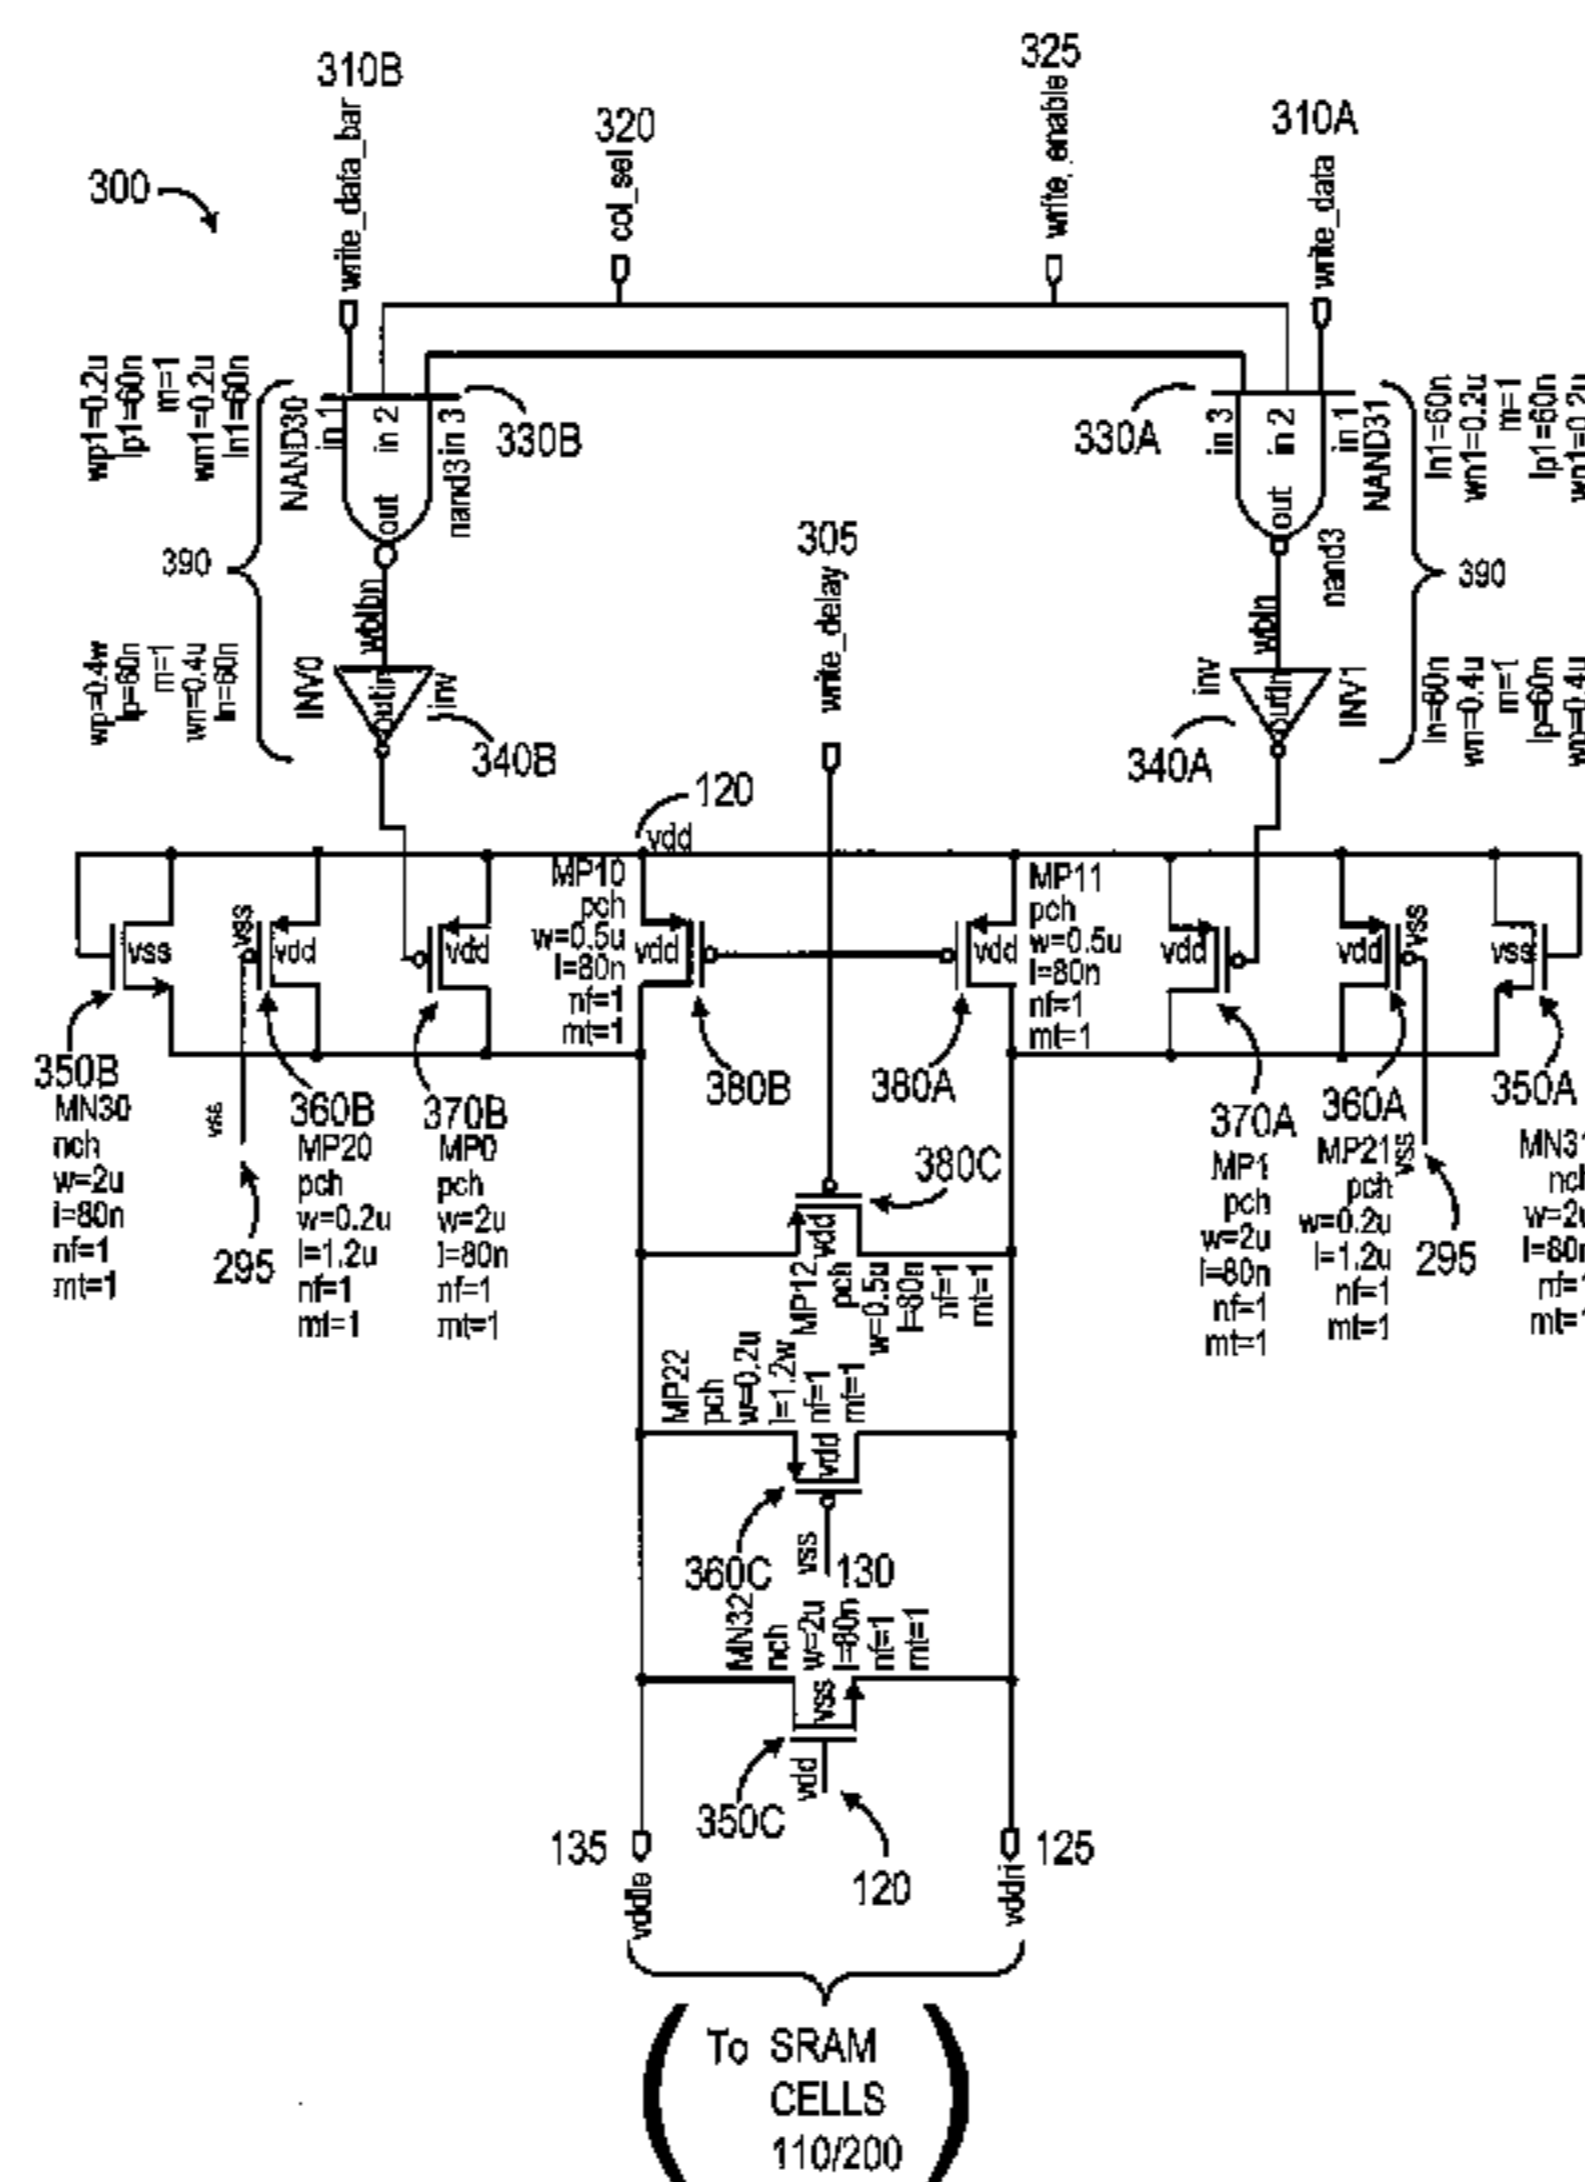 310B
write_data_bar
320
col_sel
325
write_enable
310A
write_data
300
wp1=0.2u
lp1=60n
m=1
wn1=0.2u
ln1=60n
NAND30
in 1
in 2
in 3
out
nand3
330B
330A
in 3
in 2
in 1
out
NAND31
nand3
ln1=60n
wn1=0.2u
m=1
lp1=60n
390
wblbn
305
write_delay
wbln
390
wp=0.4w
lp=60n
m=1
wn=0.4u
ln=60n
INV0
outin
inv
340B
340A
inv
outin
INV1
ln=60n
wn=0.4u
m=1
lp=60n
120
vdd
vss
vss
vdd
vdd
MP10
pch
w=0.5u
l=80n
nf=1
mt=1
vdd
MP11
pch
w=0.5u
l=80n
nf=1
mt=1
vdd
vdd
vdd
vss
vss
350B
MN30
nch
w=2u
l=80n
nf=1
mt=1
vss
295
360B
MP20
pch
w=0.2u
l=1.2u
nf=1
mt=1
370B
MP0
pch
w=2u
l=80n
nf=1
mt=1
380B
380A
370A
MP1
pch
w=2u
l=80n
nf=1
mt=1
360A
MP21
pch
w=0.2u
l=1.2u
nf=1
mt=1
vss
295
350A
380C
vdd
MP12
pch
w=0.5u
l=80n
nf=1
mt=1
MP22
pch
w=0.2u
l=1.2w
nf=1
mt=1
vdd
360C
vss
130
MN32
nch
w=2u
l=80n
nf=1
mt=1
vss
350C
vdd
120
135
vddle
125
vddri
To SRAM
CELLS
110/200